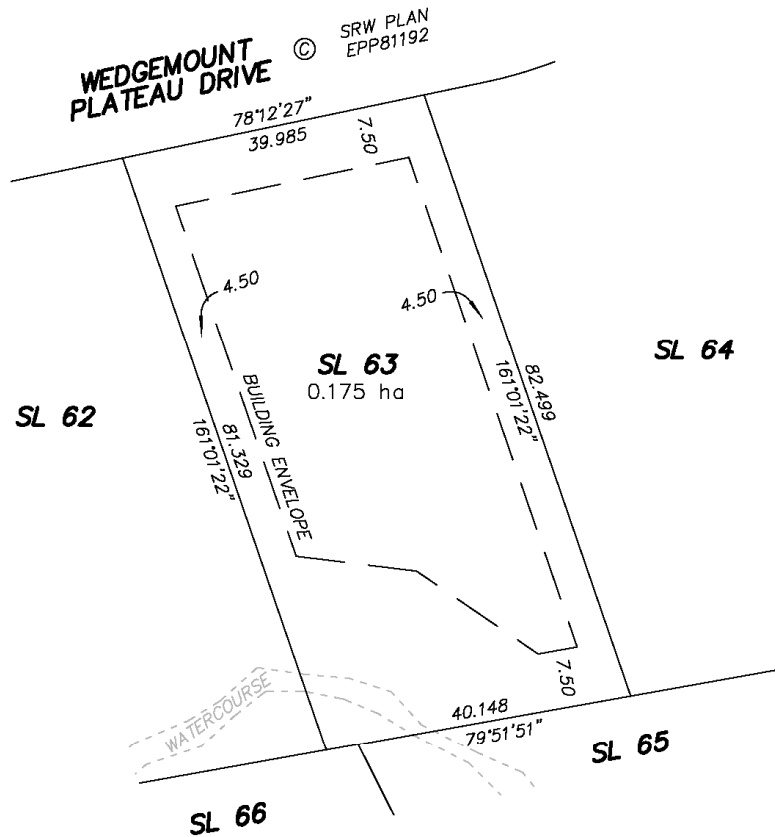 WEDGEMOUNT
PLATEAU DRIVE
© SRW PLAN
EPP81192
78°12'27"
39.985
7.50
4.50
4.50
SL 63
0.175 ha
SL 64
SL 62
BUILDING ENVELOPE
81.329
161°01'22"
82.499
161°01'22"
WATERCOURSE
7.50
40.148
79°51'51"
SL 65
SL 66